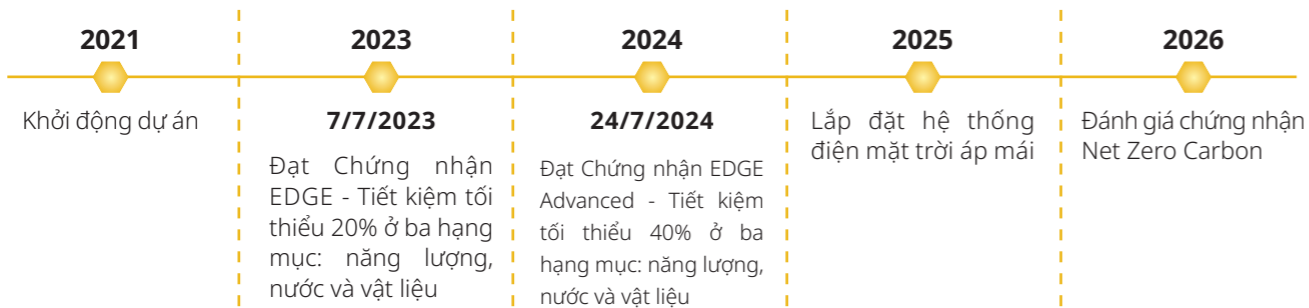 2021
Khởi động dự án
2023
7/7/2023
Đạt Chứng nhận
EDGE - Tiết kiệm tối
thiểu 20% ở ba hạng
mục: năng lượng,
nước và vật liệu
2024
24/7/2024
Đạt Chứng nhận EDGE
Advanced - Tiết kiệm
tối thiểu 40% ở ba
hạng mục: năng lượng,
nước và vật liệu
2025
Lắp đặt hệ thống
điện mặt trời áp mái
2026
Đánh giá chứng nhận
Net Zero Carbon